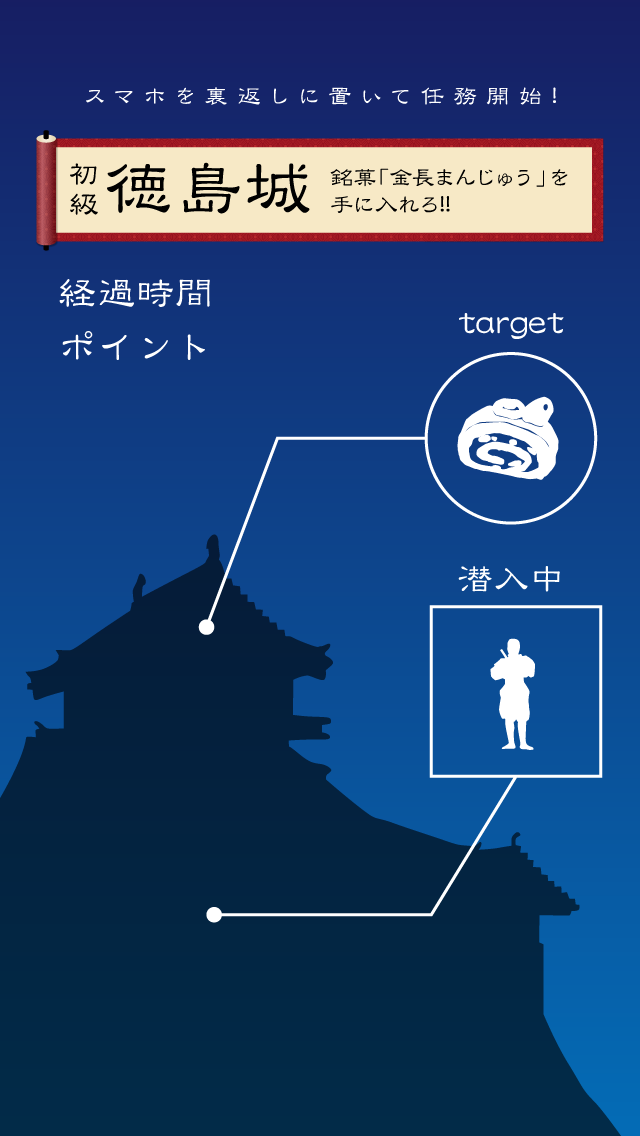 スマホを裏返しに置いて任務開始!
初級
徳島城
銘菓「金長まんじゅう」を
手に入れろ!!
経過時間
ポイント
target
潜入中